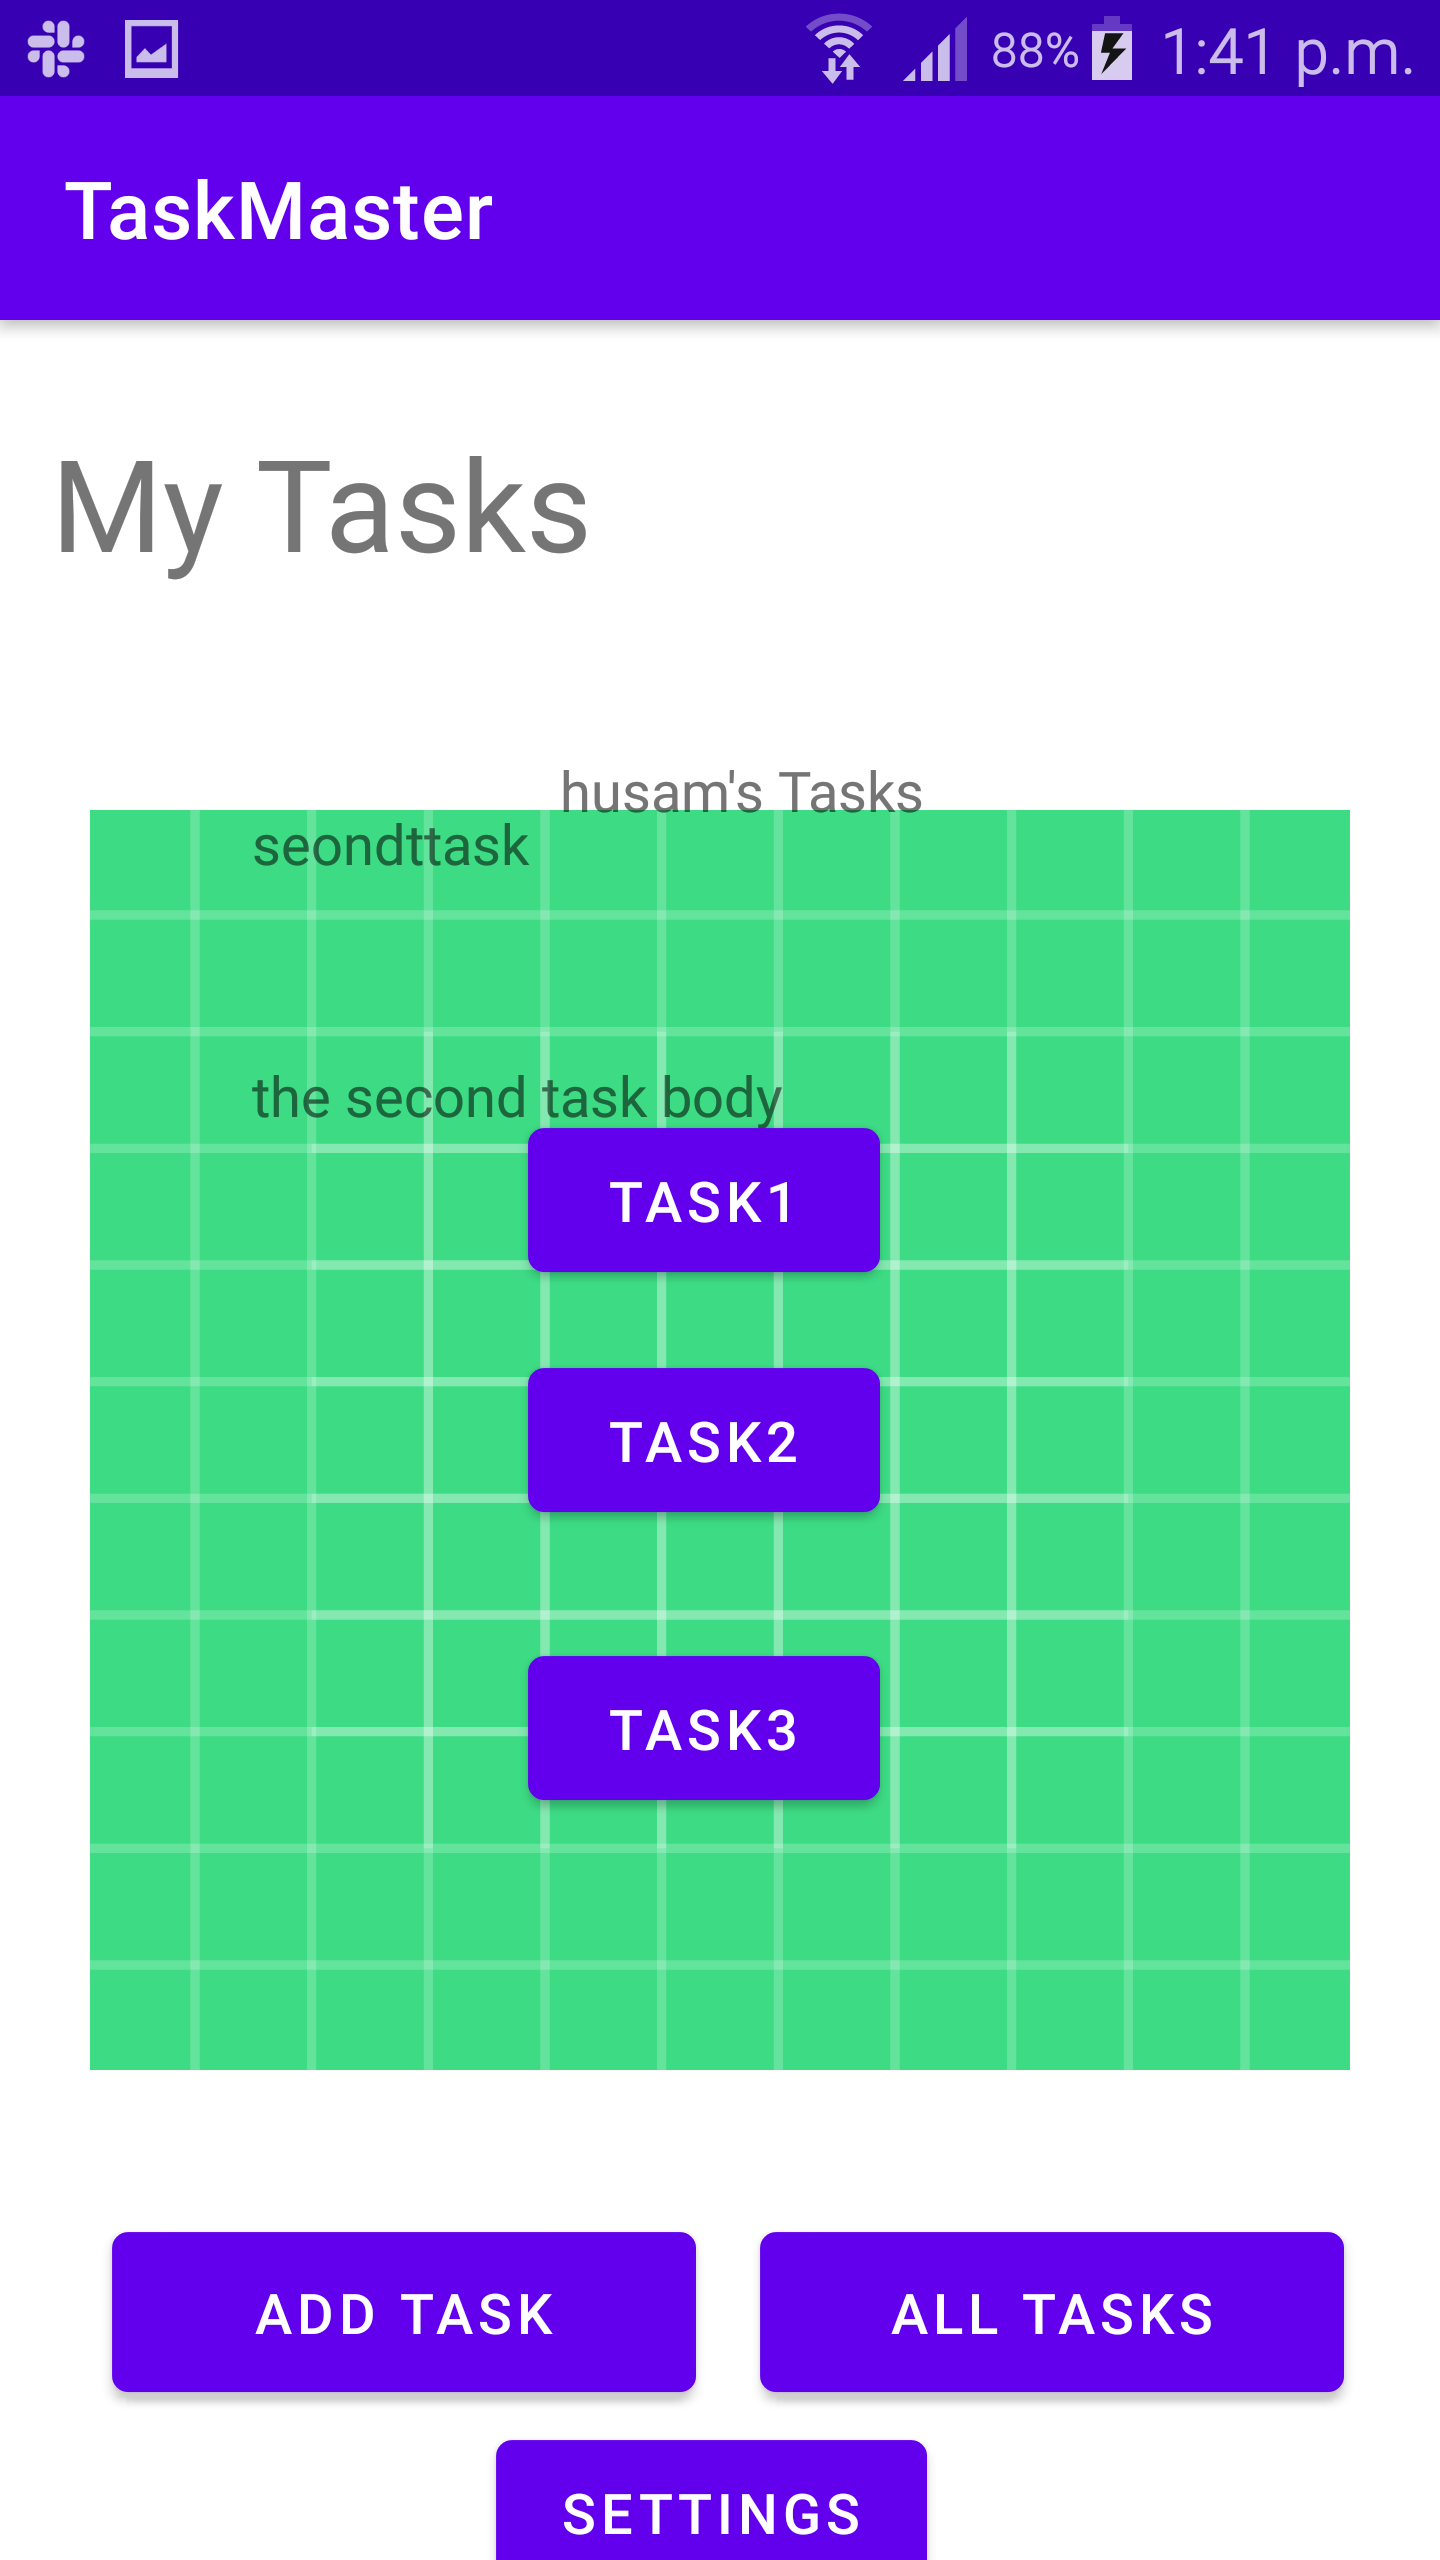 88% 1:41 p.m.
TaskMaster
My Tasks
husam's Tasks
seondttask
the second task body
TASK1
TASK2
TASK3
ADD TASK ALL TASKS
SETTINGS